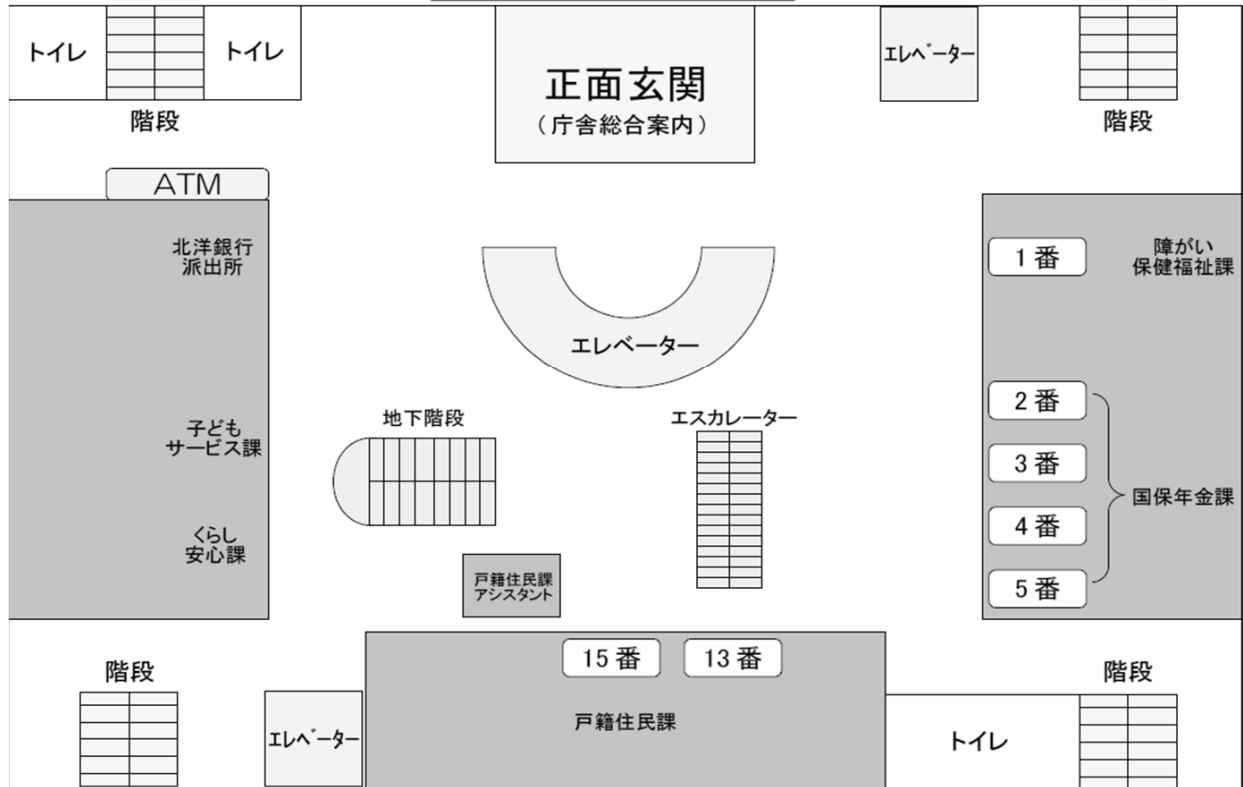 トイレ
トイレ
階段
正面玄関
（庁舎総合案内）
エレベーター
階段
ATM
北洋銀行
派出所
子ども
サービス課
くらし
安心課
エレベーター
地下階段
エスカレーター
戸籍住民課
アシスタント
1番
障がい
保健福祉課
2番
3番
4番
5番
国保年金課
階段
エレベーター
15番
13番
戸籍住民課
トイレ
階段